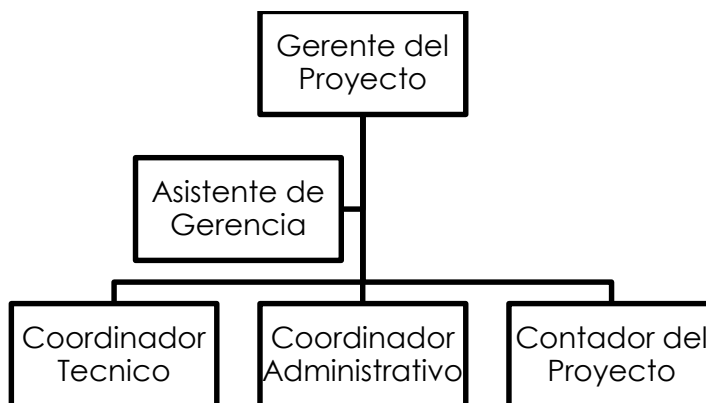 Gerente del
Proyecto
Asistente de
Gerencia
Coordinador
Tecnico
Coordinador
Administrativo
Contador del
Proyecto